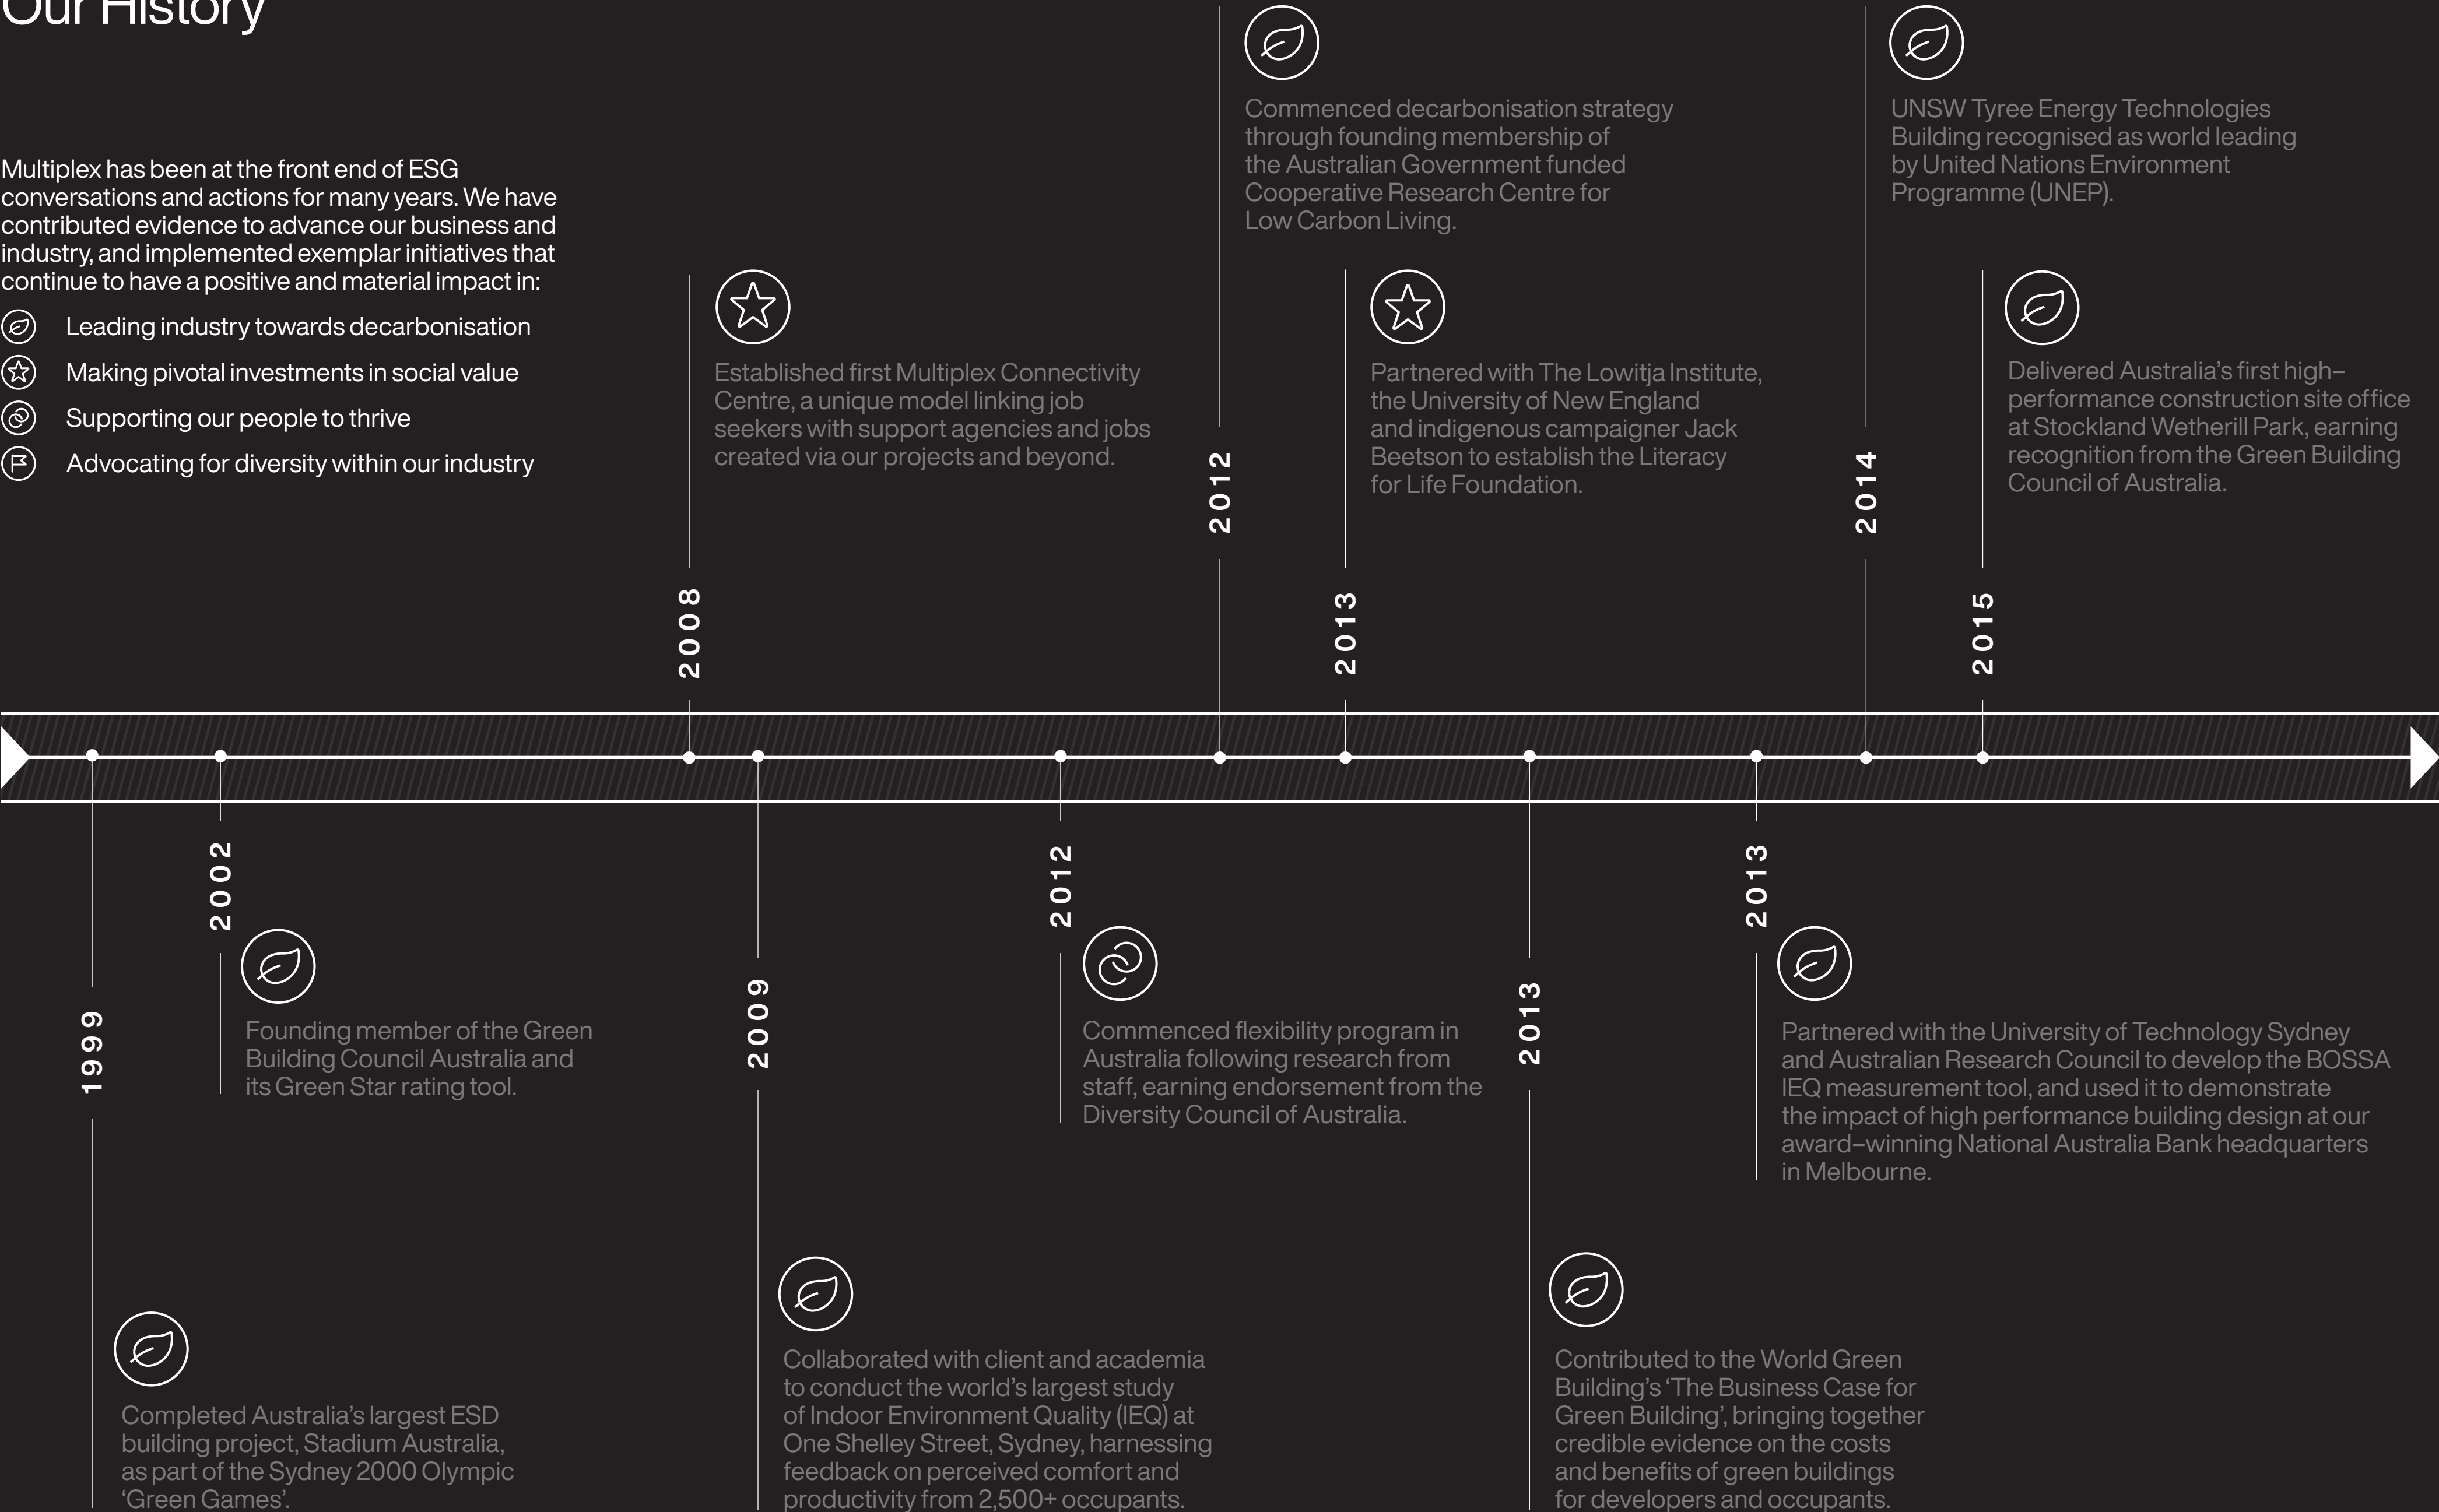 Our History
Multiplex has been at the front end of ESG
conversations and actions for many years. We have
contributed evidence to advance our business and
industry, and implemented exemplar initiatives that
continue to have a positive and material impact in:
Leading industry towards decarbonisation
Making pivotal investments in social value
Supporting our people to thrive
Advocating for diversity within our industry
1999
Completed Australia’s largest ESD
building project, Stadium Australia,
as part of the Sydney 2000 Olympic
‘Green Games’.
2002
Founding member of the Green
Building Council Australia and
its Green Star rating tool.
2008
Established first Multiplex Connectivity
Centre, a unique model linking job
seekers with support agencies and jobs
created via our projects and beyond.
2009
Collaborated with client and academia
to conduct the world’s largest study
of Indoor Environment Quality (IEQ) at
One Shelley Street, Sydney, harnessing
feedback on perceived comfort and
productivity from 2,500+ occupants.
2012
Commenced flexibility program in
Australia following research from
staff, earning endorsement from the
Diversity Council of Australia.
2012
Commenced decarbonisation strategy
through founding membership of
the Australian Government funded
Cooperative Research Centre for
Low Carbon Living.
2013
Partnered with The Lowitja Institute,
the University of New England
and indigenous campaigner Jack
Beetson to establish the Literacy
for Life Foundation.
2013
Contributed to the World Green
Building’s ‘The Business Case for
Green Building’, bringing together
credible evidence on the costs
and benefits of green buildings
for developers and occupants.
2013
Partnered with the University of Technology Sydney
and Australian Research Council to develop the BOSSA
IEQ measurement tool, and used it to demonstrate
the impact of high performance building design at our
award–winning National Australia Bank headquarters
in Melbourne.
2014
UNSW Tyree Energy Technologies
Building recognised as world leading
by United Nations Environment
Programme (UNEP).
2015
Delivered Australia’s first high–
performance construction site office
at Stockland Wetherill Park, earning
recognition from the Green Building
Council of Australia.